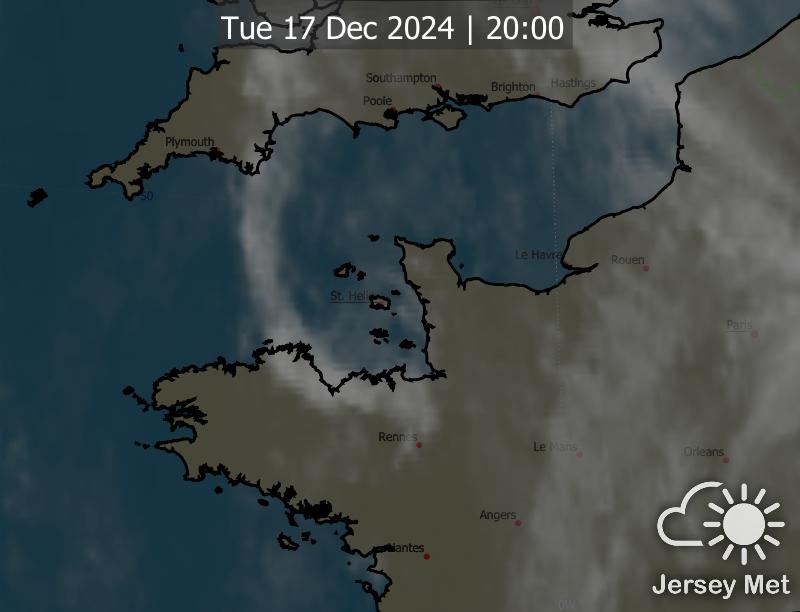 Tue 17 Dec 2024 | 20:00
Southampton
Brighton
Hastings
Poole
Plymouth
50
Le Havre
Rouen
St. Heli
Paris
Rennes
Le Mans
Orleans
Angers
Nantes
0W
Jersey Met